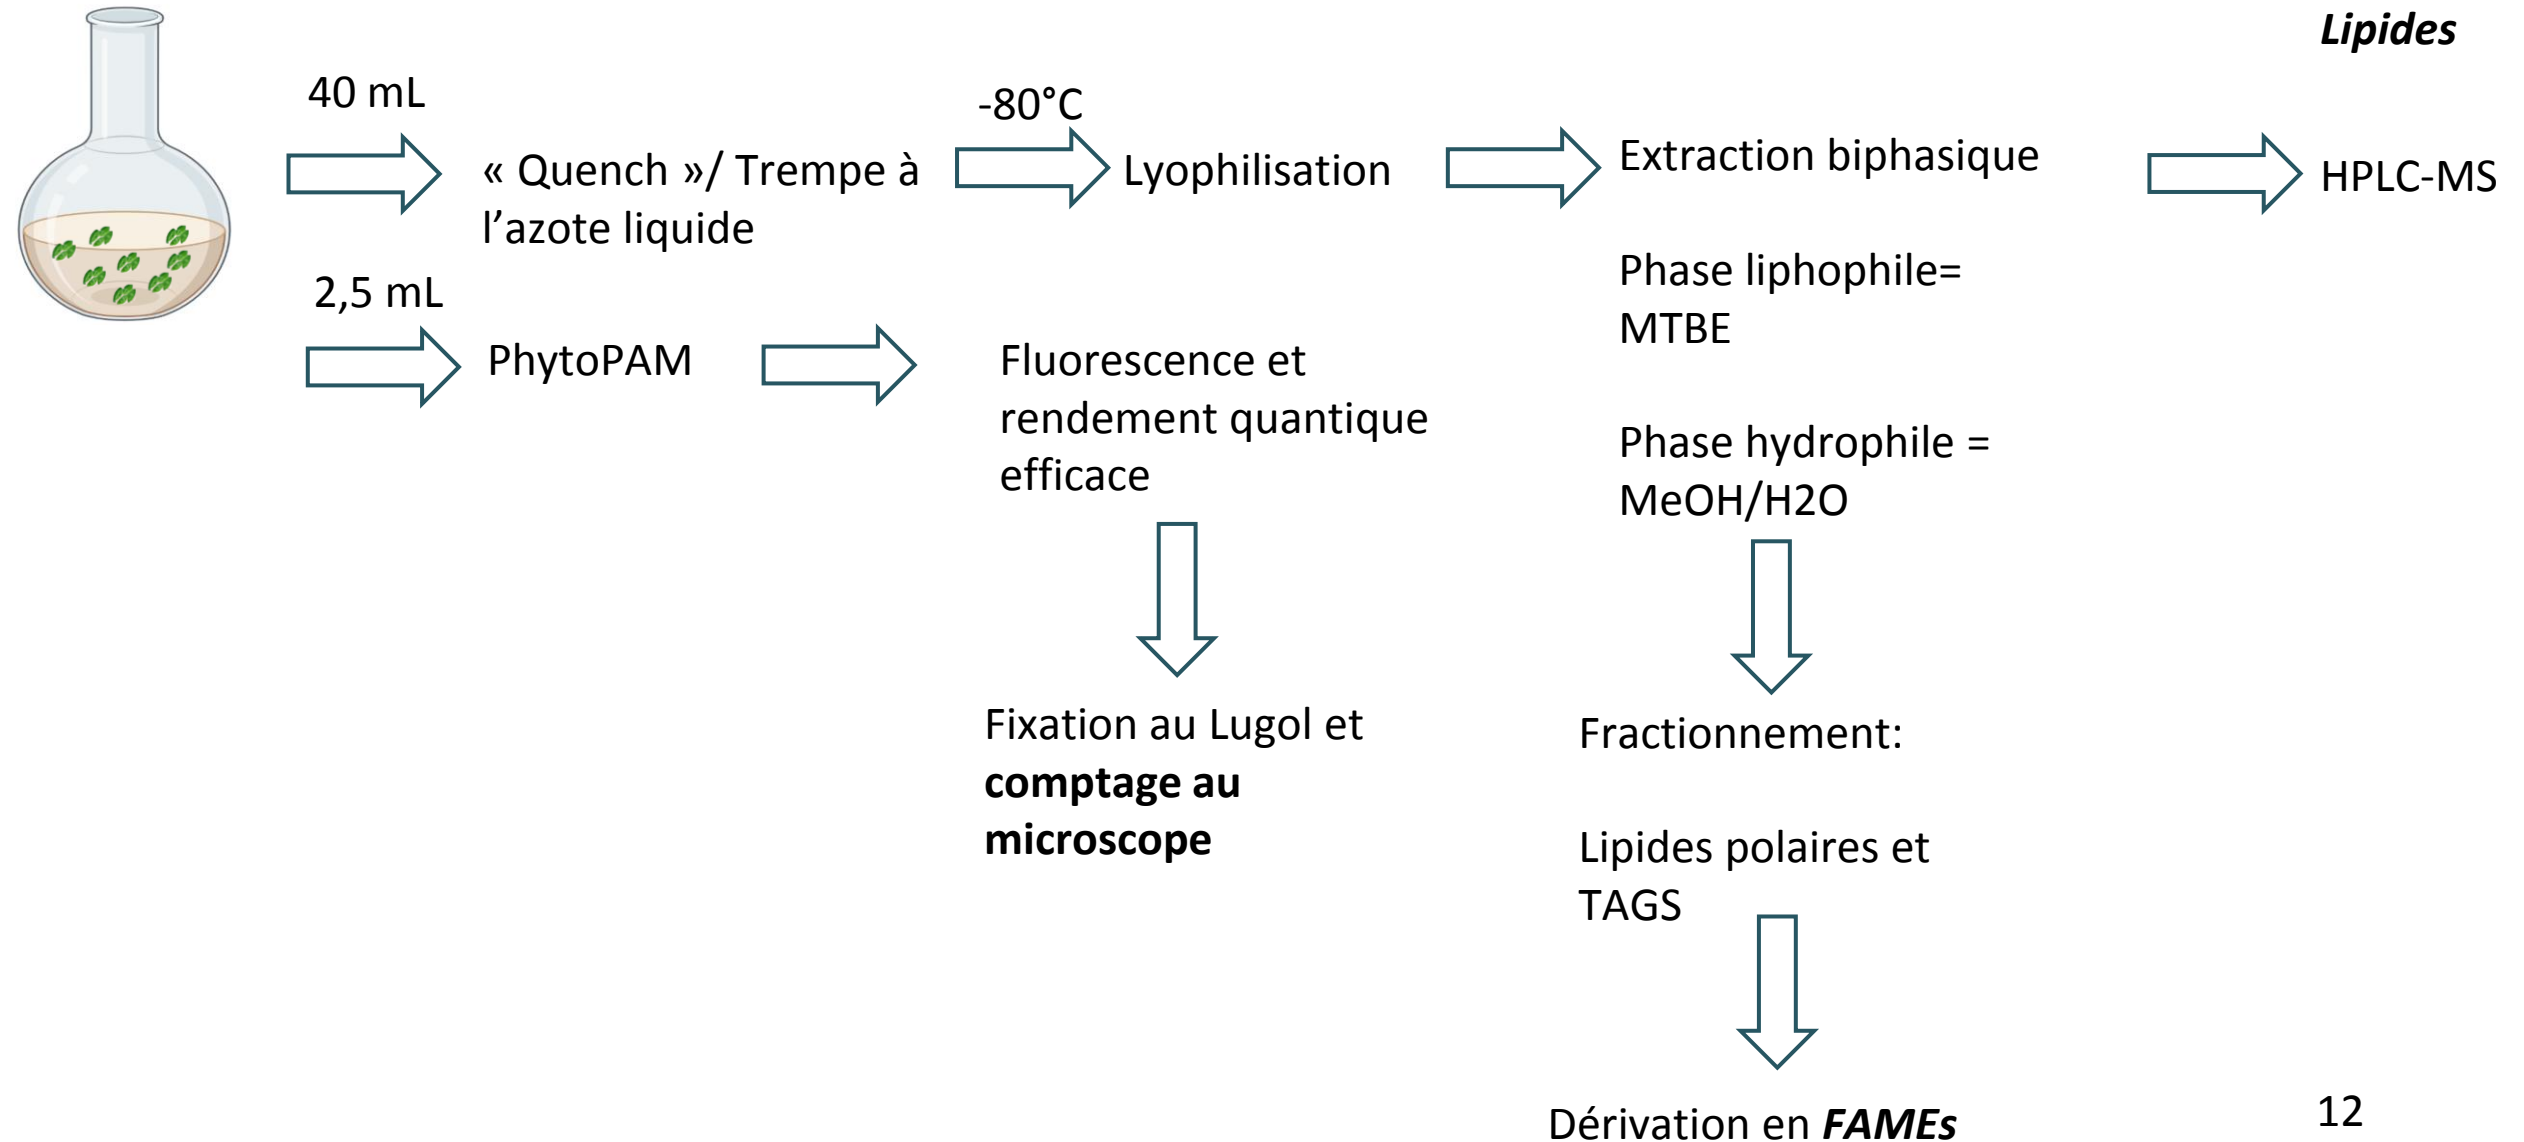 Lipides
40 mL
« Quench »/ Trempe à
l’azote liquide
-80°C
Lyophilisation
Extraction biphasique
Phase liphophile=
MTBE
Phase hydrophile =
MeOH/H2O
HPLC-MS
2,5 mL
PhytoPAM
Fluorescence et
rendement quantique
efficace
Fixation au Lugol et
comptage au
microscope
Fractionnement:
Lipides polaires et
TAGS
Dérivation en FAMEs
12